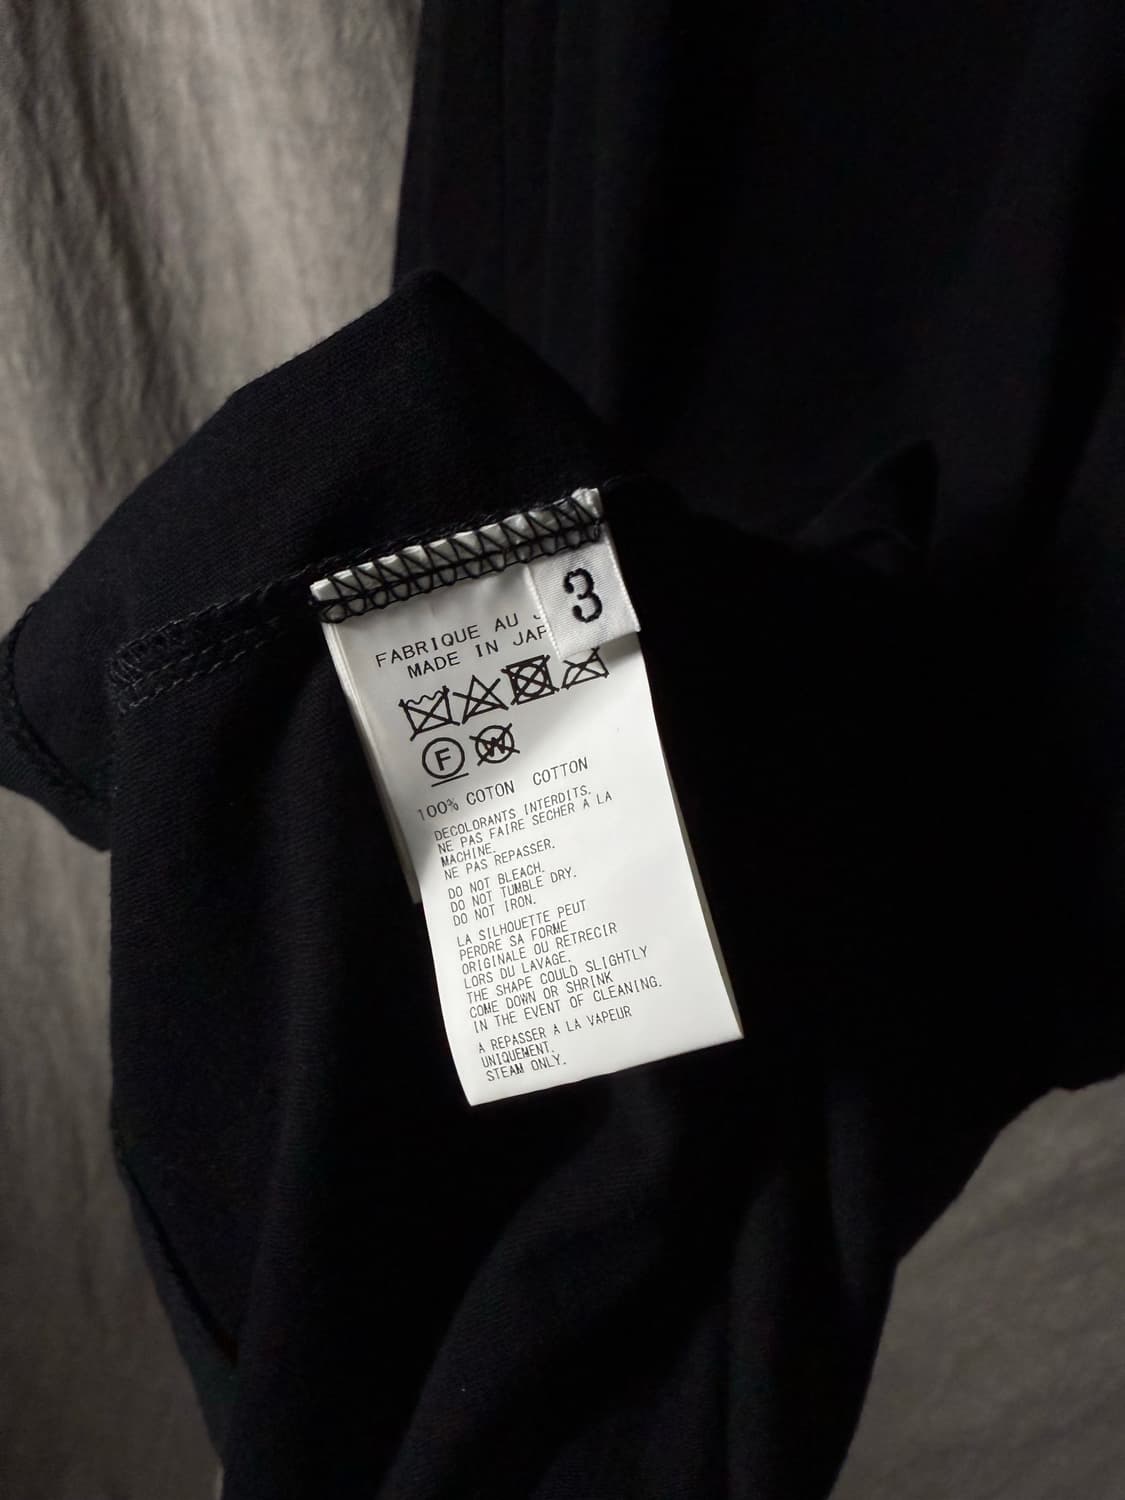 3
FABRIQUE AU
MADE IN JAP
F
W
100% COTON COTTON
DECOLORANTS INTERDITS.
NE PAS FAIRE SECHER A LA
MACHINE.
NE PAS REPASSER.
DO NOT BLEACH.
DO NOT TUMBLE DRY.
DO NOT IRON.
LA SILHOUETTE PEUT
PERDRE SA FORME
ORIGINALE OU RETRECIR
LORS DU LAVAGE.
THE SHAPE COULD SLIGHTLY
COME DOWN OR SHRINK
IN THE EVENT OF CLEANING.
A REPASSER A LA VAPEUR
UNIQUEMENT.
STEAM ONLY.